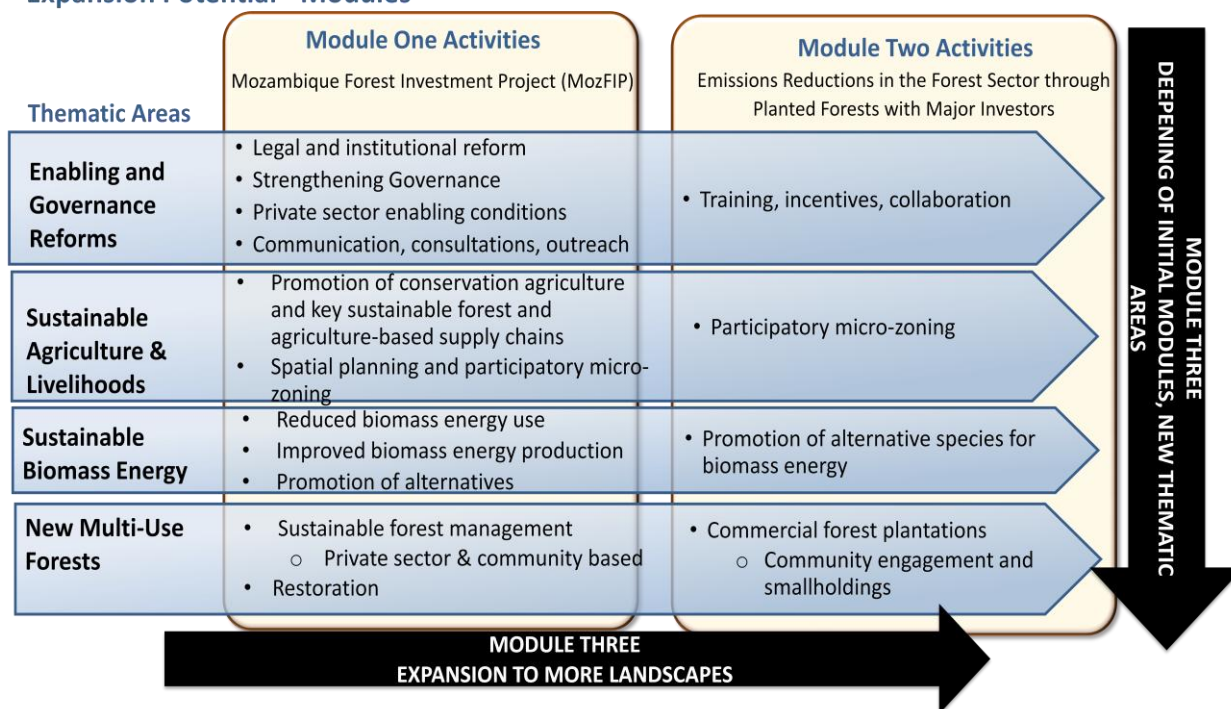 Expansion Potential - Modules
Module One Activities
Mozambique Forest Investment Project (MozFIP)
Module Two Activities
Emissions Reductions in the Forest Sector through
Planted Forests with Major Investors
Thematic Areas
Enabling and
Governance
Reforms
• Legal and institutional reform
• Strengthening Governance
• Private sector enabling conditions
• Communication, consultations, outreach
• Training, incentives, collaboration
Sustainable
Agriculture &
Livelihoods
• Promotion of conservation agriculture
and key sustainable forest and
agriculture-based supply chains
• Spatial planning and participatory micro-
zoning
• Participatory micro-zoning
Sustainable
Biomass Energy
• Reduced biomass energy use
• Improved biomass energy production
• Promotion of alternatives
• Promotion of alternative species for
biomass energy
New Multi-Use
Forests
• Sustainable forest management
○ Private sector & community based
• Restoration
• Commercial forest plantations
○ Community engagement and
smallholdings
MODULE THREE
EXPANSION TO MORE LANDSCAPES
MODULE THREE
DEEPENING OF INITIAL MODULES, NEW THEMATIC
AREAS